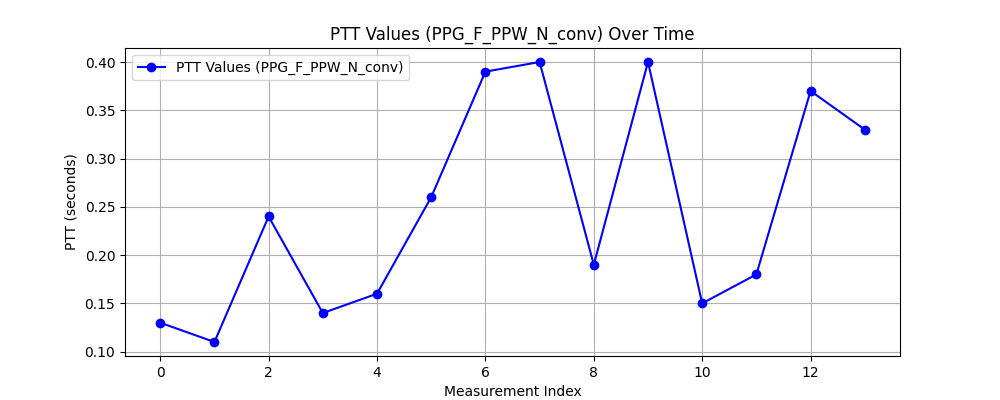 PTT Values (PPG_F_PPW_N_conv) Over Time
PTT Values (PPG_F_PPW_N_conv)
0.40
0.35
0.30
0.25
0.20
0.15
0.10
PTT (seconds)
0 2 4 6 8 10 12
Measurement Index